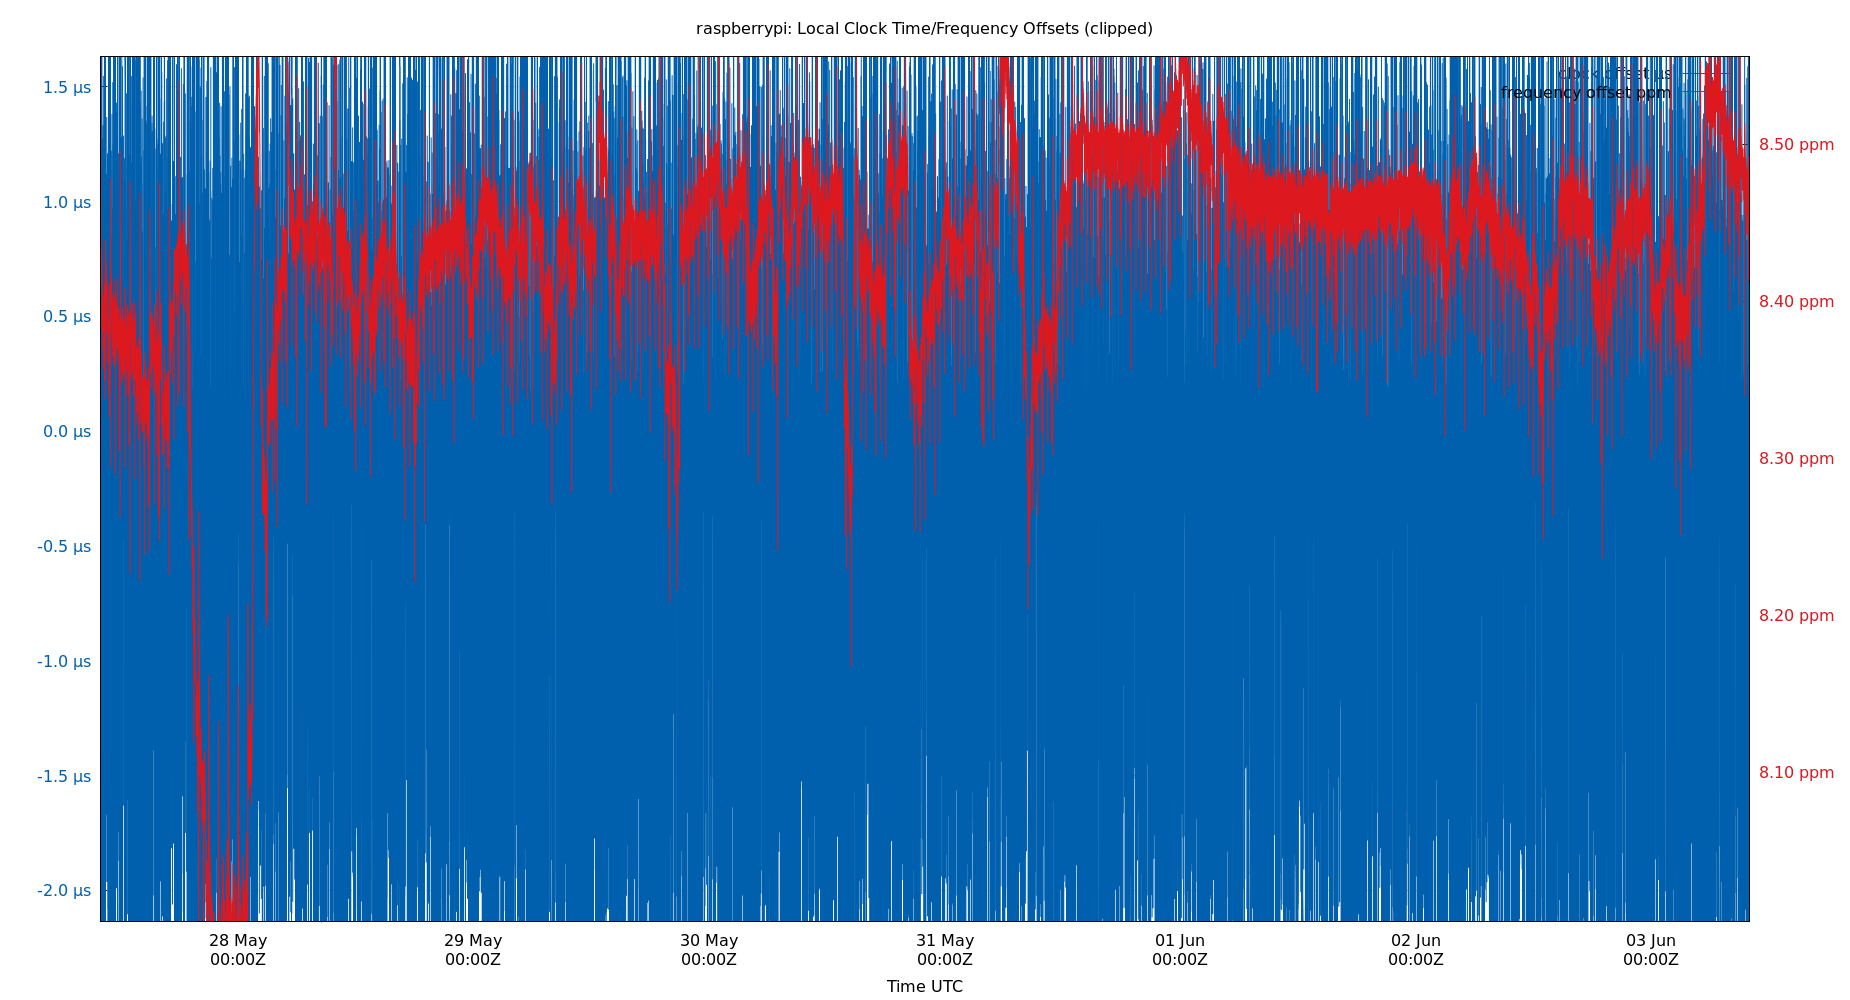 raspberrypi: Local Clock Time/Frequency Offsets (clipped)
clock offset µs
frequency offset ppm
1.5 µs
1.0 µs
0.5 µs
0.0 µs
-0.5 µs
-1.0 µs
-1.5 µs
-2.0 µs
8.50 ppm
8.40 ppm
8.30 ppm
8.20 ppm
8.10 ppm
28 May
00:00Z
29 May
00:00Z
30 May
00:00Z
31 May
00:00Z
01 Jun
00:00Z
02 Jun
00:00Z
03 Jun
00:00Z
Time UTC